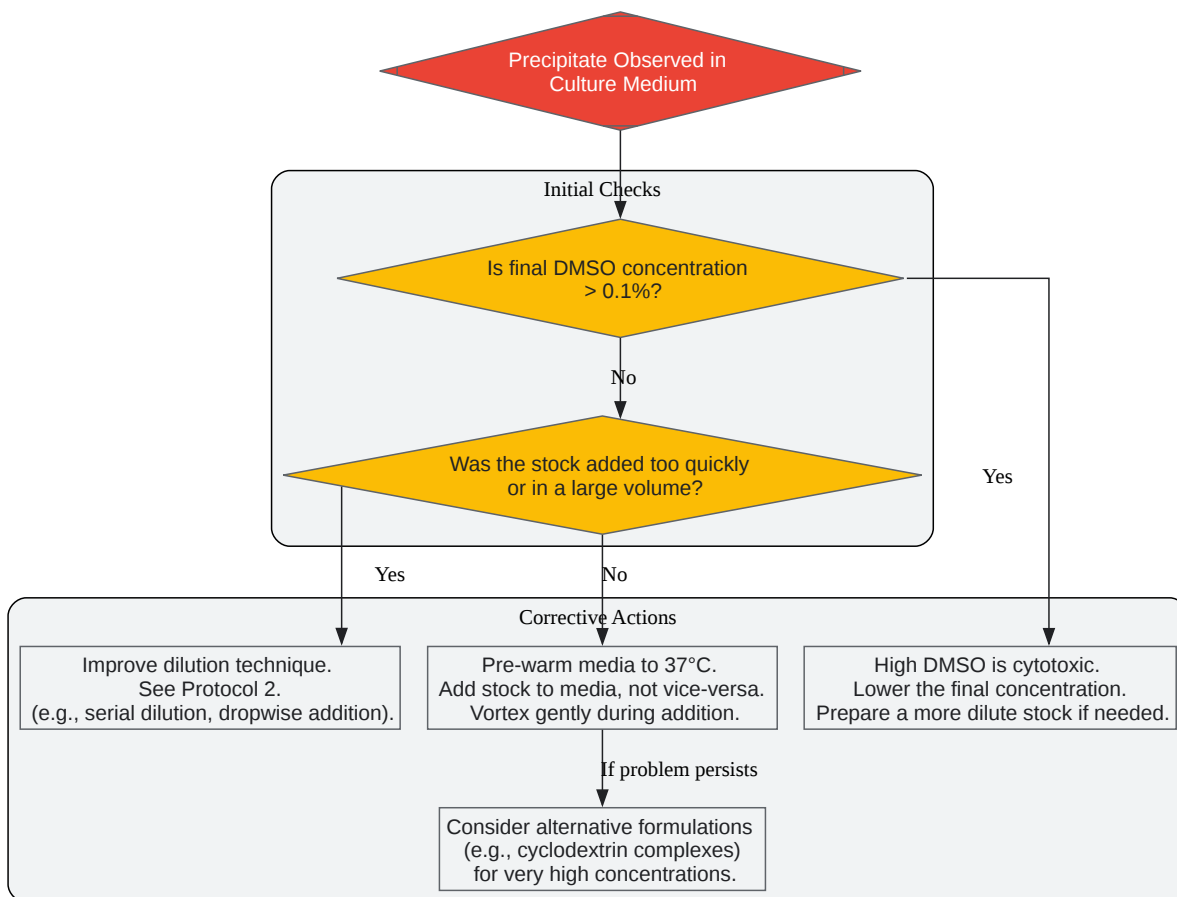 Precipitate Observed in
Culture Medium
Initial Checks
Is final DMSO concentration
> 0.1%?
No
Was the stock added too quickly
or in a large volume?
Yes
Yes
No
Corrective Actions
Improve dilution technique.
See Protocol 2.
(e.g., serial dilution, dropwise addition).
Pre-warm media to 37°C.
Add stock to media, not vice-versa.
Vortex gently during addition.
High DMSO is cytotoxic.
Lower the final concentration.
Prepare a more dilute stock if needed.
If problem persists
Consider alternative formulations
(e.g., cyclodextrin complexes)
for very high concentrations.